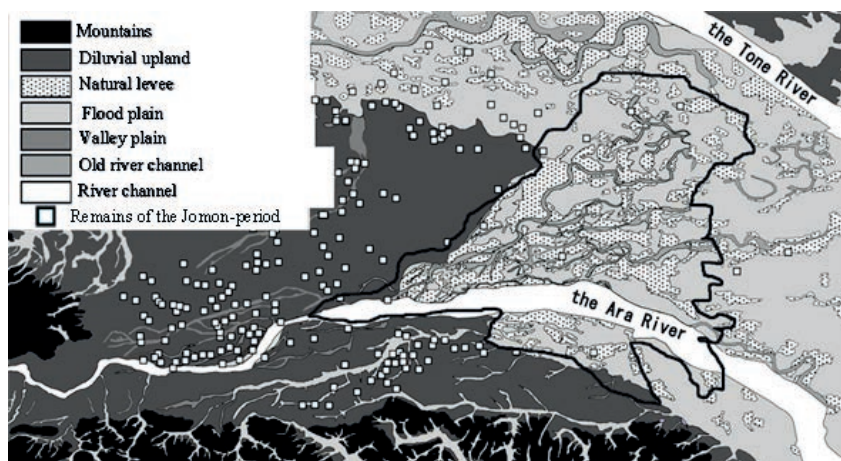 Mountains
Diluvial upland
Natural levee
Flood plain
Valley plain
Old river channel
River channel
Remains of the Jomon-period
the Tone River
the Ara River